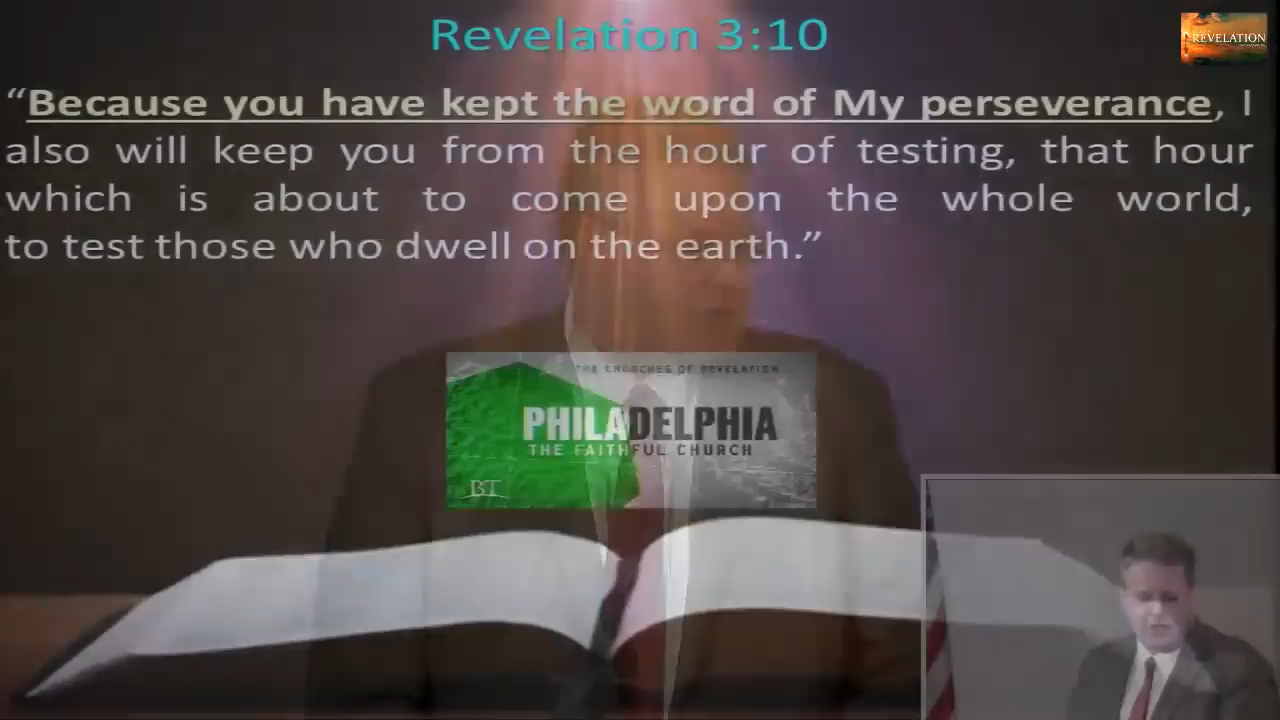 Revelation 3:10
REVELATION
“Because you have kept the word of My perseverance, I
also will keep you from the hour of testing, that hour
which is about to come upon the whole world,
to test those who dwell on the earth.”
THE CHURCHES OF REVELATION
PHILADELPHIA
THE FAITHFUL CHURCH
BT